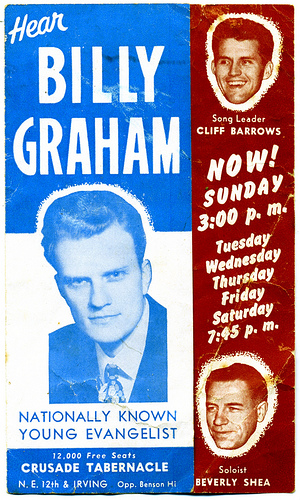 Hear
BILLY
GRAHAM
NATIONALLY KNOWN
YOUNG EVANGELIST
12,000 Free Seats
CRUSADE TABERNACLE
N. E. 12th & IRVING Opp. Benson Hi
Song Leader
CLIFF BARROWS
NOW!
SUNDAY
3:00 p. m.
Tuesday
Wednesday
Thursday
Friday
Saturday
7:45 p. m.
Soloist
BEVERLY SHEA